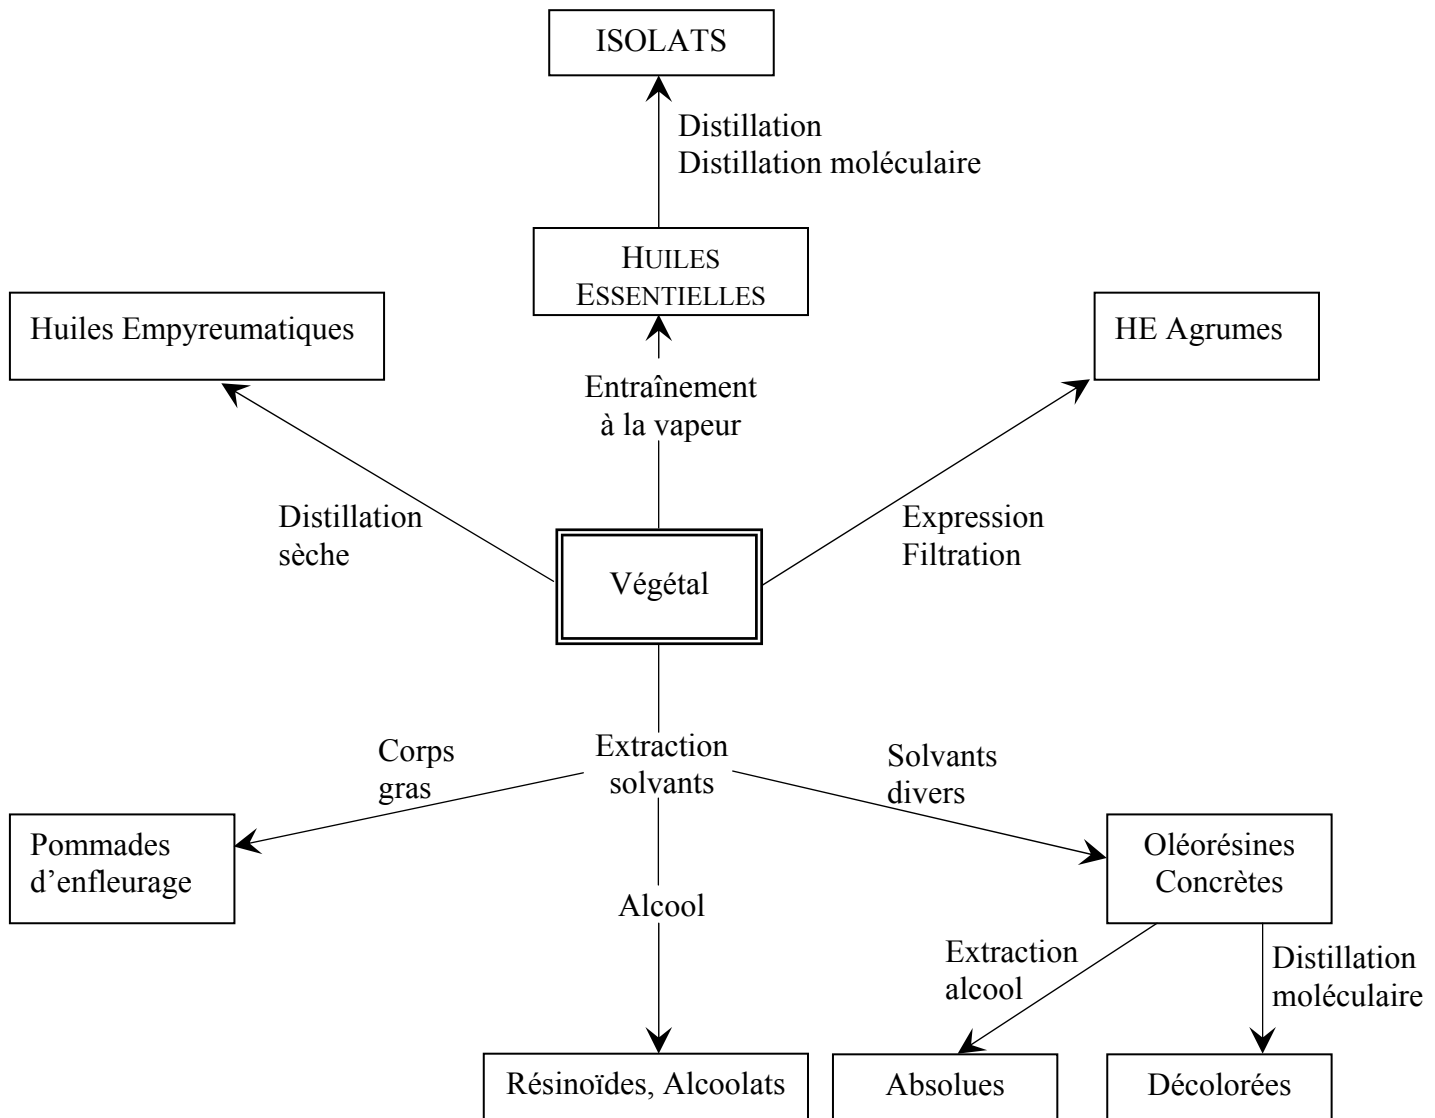 ISOLATS
Distillation
Distillation moléculaire
HUILES
ESSENTIELLES
Huiles Empyreumatiques
HE Agrumes
Entraînement
à la vapeur
Distillation
sèche
Expression
Filtration
Végétal
Corps
gras
Extraction
solvants
Solvants
divers
Pommades
d’enfleurage
Oléorésines
Concrètes
Alcool
Extraction
alcool
Distillation
moléculaire
Résinoïdes, Alcoolats
Absolues
Décolorées